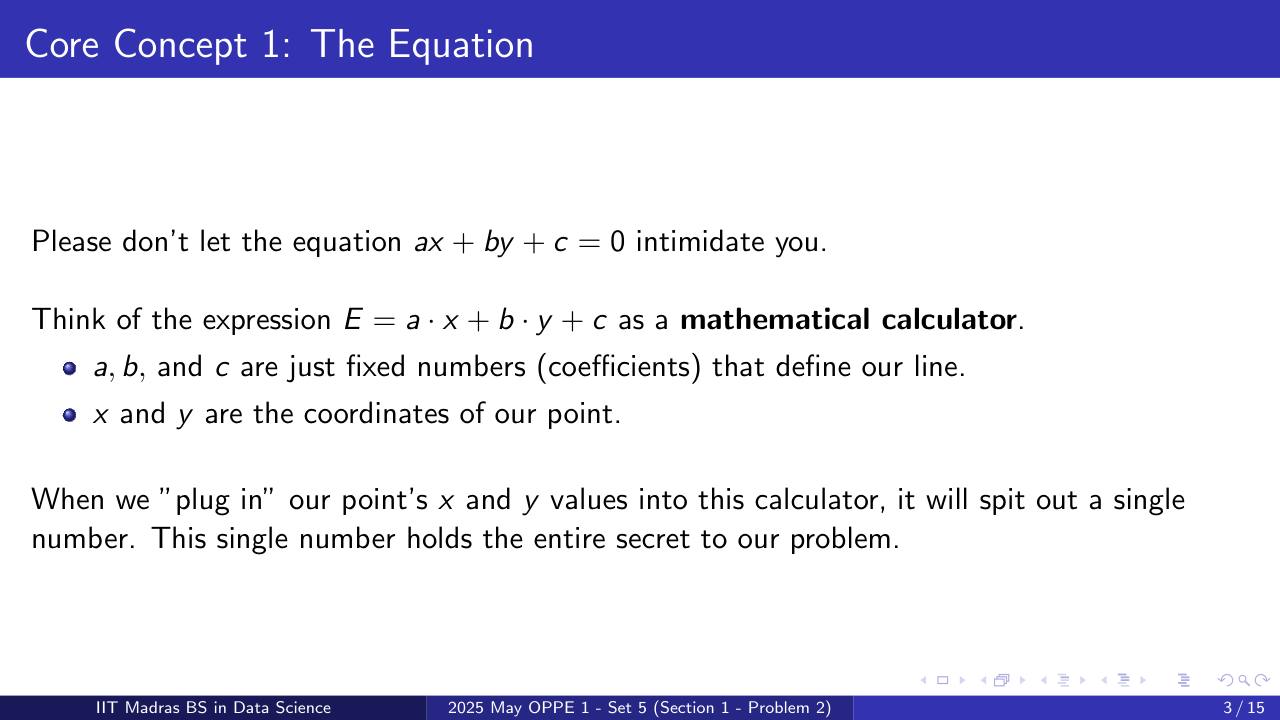 Core Concept 1: The Equation
Please don't let the equation ax + by + c = 0 intimidate you.
Think of the expression E = a · x + b · y + c as a mathematical calculator.
a, b, and c are just fixed numbers (coefficients) that define our line.
x and y are the coordinates of our point.
When we ”plug in” our point's x and y values into this calculator, it will spit out a single
number. This single number holds the entire secret to our problem.
IIT Madras BS in Data Science
2025 May OPPE 1 - Set 5 (Section 1 - Problem 2)
3 / 15